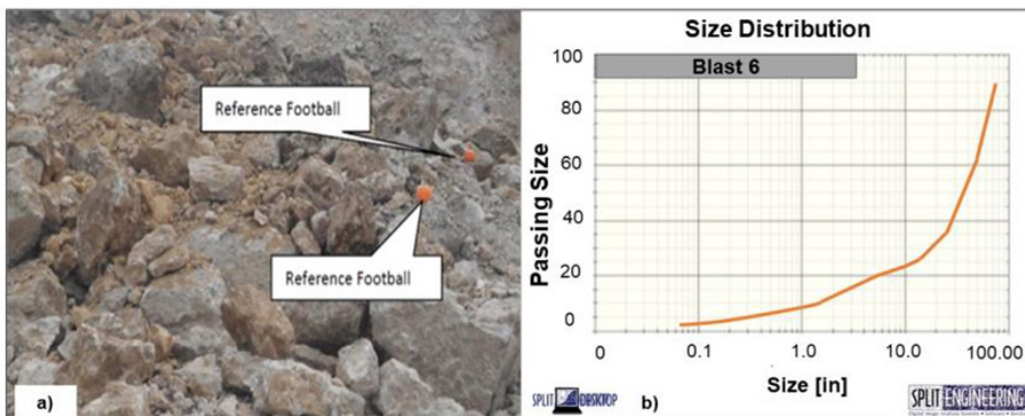 Reference Football
Reference Football
a)
Size Distribution
Blast 6
Passing Size
100
80
60
40
20
0
0
0.1
1.0
10.0
100.00
Size [in]
SPLIT DESKTOP
b)
SPLIT ENGINEERING